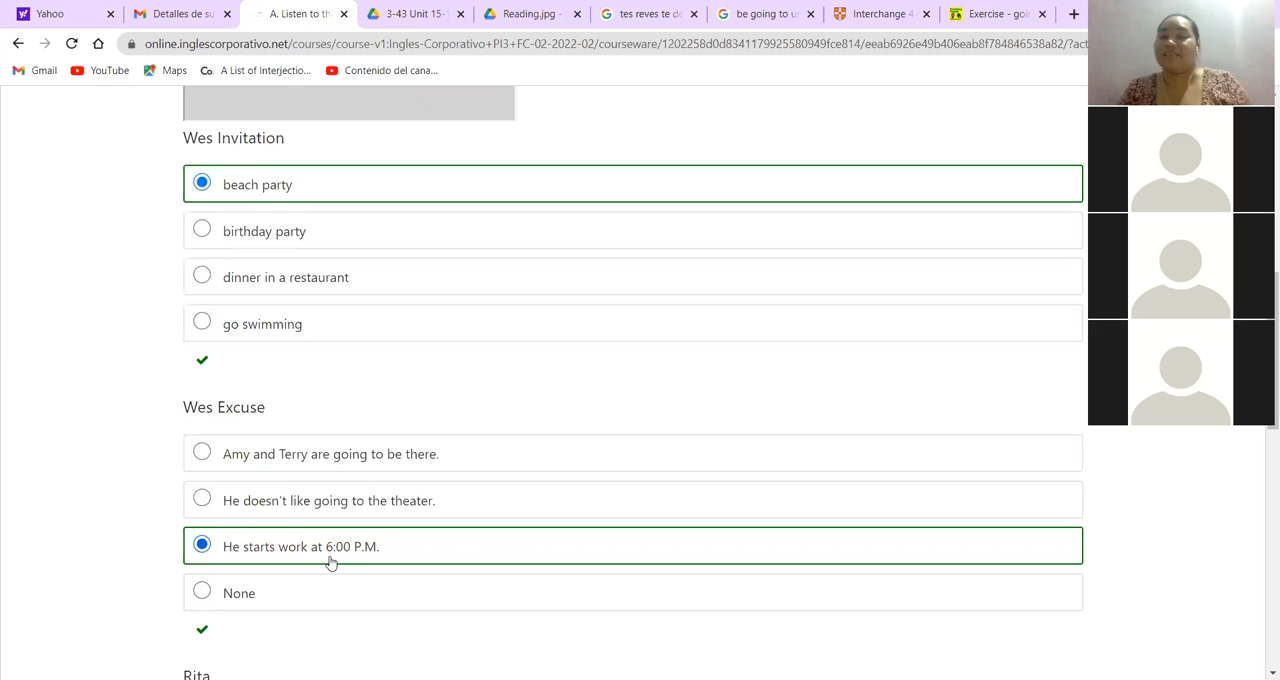 Yahoo
Detalles de su
A. Listen to th
3-43 Unit 15-
Reading.jpg -
tes reves te de
be going to us
Interchange 4
Exercise - goin
online.inglescorporativo.net/courses/course-v1:Ingles-Corporativo+PI3+FC-02-2022-02/courseware/1202258d0d8341179925580949fce814/eeab6926e49b406eab8f784846538a82/?act
Gmail
YouTube
Maps
Co. A List of Interjectio...
Contenido del cana...
Wes Invitation
beach party
birthday party
dinner in a restaurant
go swimming
Wes Excuse
Amy and Terry are going to be there.
He doesn't like going to the theater.
He starts work at 6:00 P.M.
None
Rita